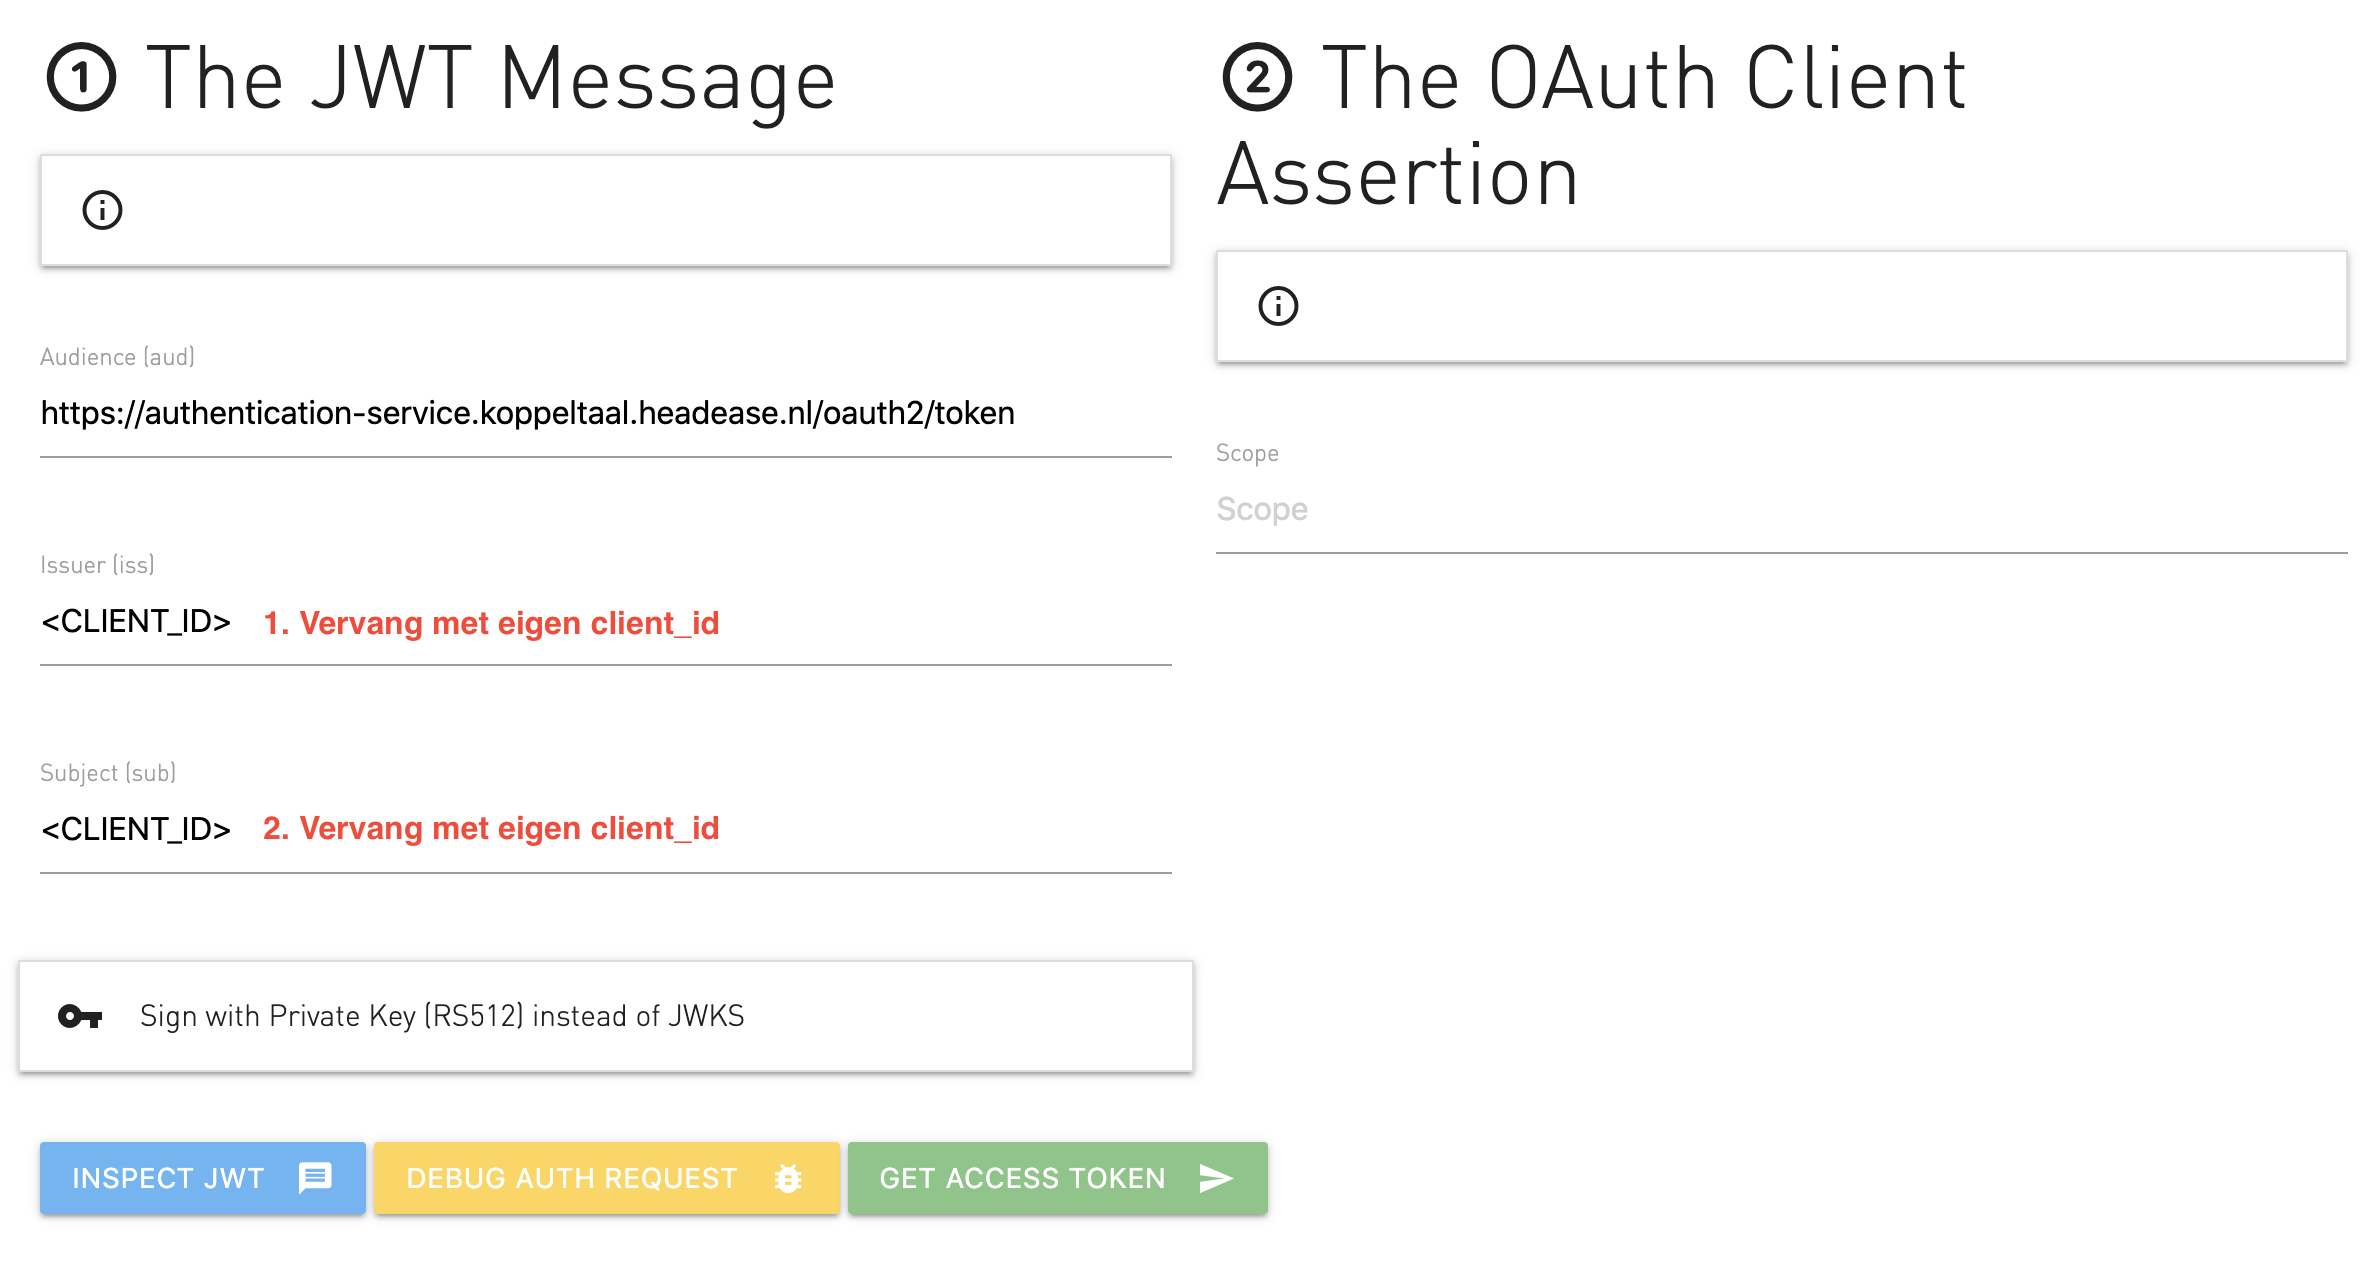 1 The JWT Message
Audience (aud)
https://authentication-service.koppeltaal.headease.nl/oauth2/token
Issuer (iss)
<CLIENT_ID> 1. Vervang met eigen client_id
Subject (sub)
<CLIENT_ID> 2. Vervang met eigen client_id
Sign with Private Key (RS512) instead of JWKS
INSPECT JWT
DEBUG AUTH REQUEST
GET ACCESS TOKEN
2 The OAuth Client
Assertion
Scope
Scope